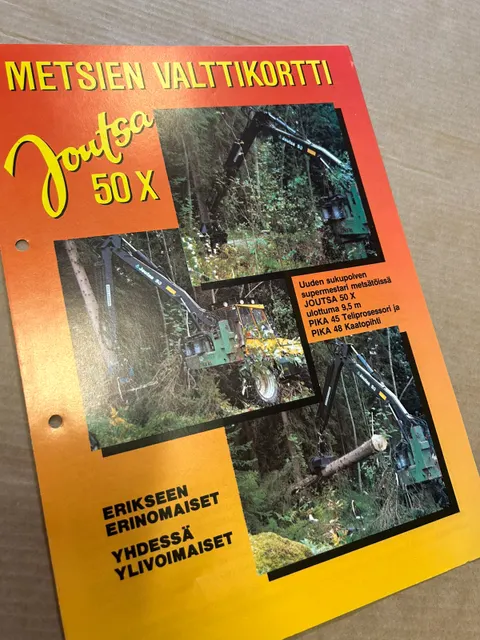 METSIEN VALTTIKORTTI
Joutsa
50 X
Uuden sukupolven
supermestari metsätöissä
JOUTSA 50 X
ulottuma 9,5 m
PIKA 45 Teliprosessori ja
PIKA 48 Kaatopihti
ERIKSEEN
ERINOMAISET
YHDESSÄ
YLIVOIMAISET